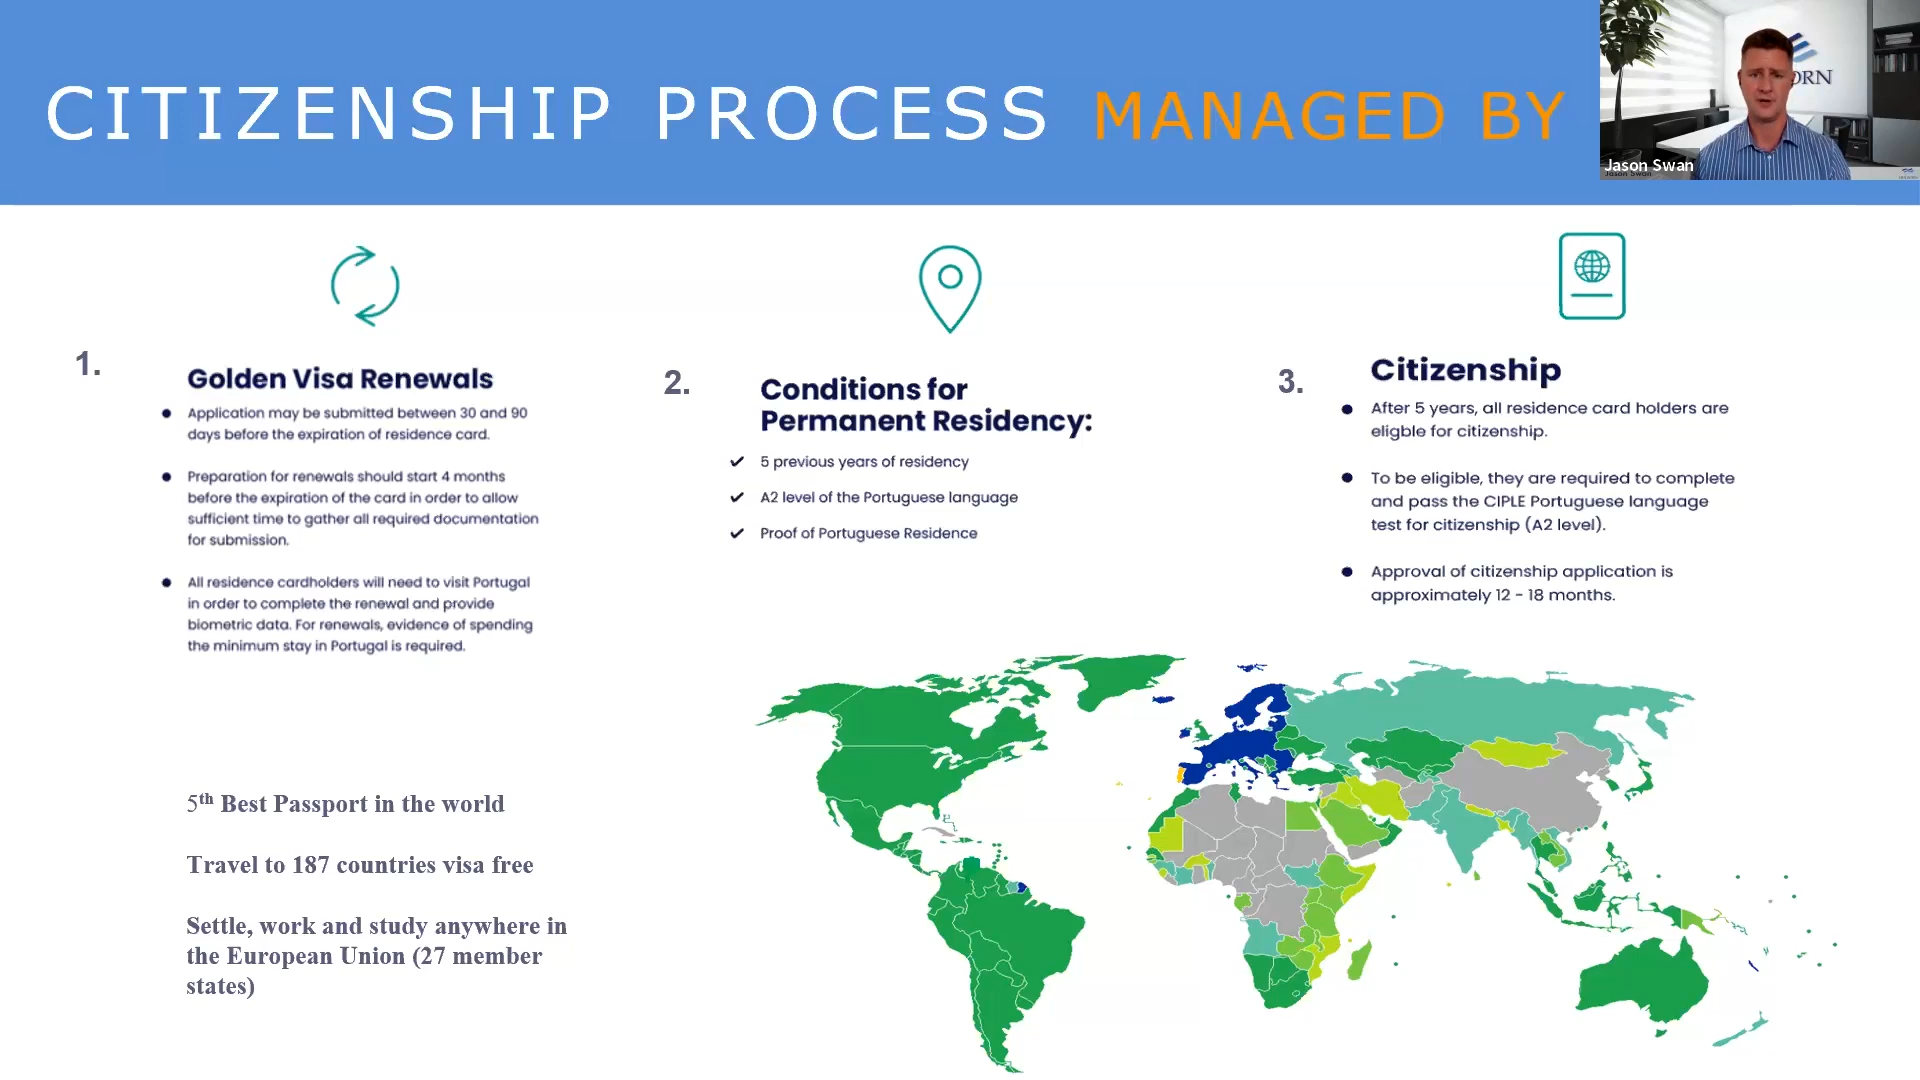 CITIZENSHIP PROCESS MANAGED BY
ORN
Jason Swan
1.
Golden Visa Renewals
Application may be submitted between 30 and 90
days before the expiration of residence card.
Preparation for renewals should start 4 months
before the expiration of the card in order to allow
sufficient time to gather all required documentation
for submission.
All residence cardholders will need to visit Portugal
in order to complete the renewal and provide
biometric data. For renewals, evidence of spending
the minimum stay in Portugal is required.
2.
Conditions for
Permanent Residency:
5 previous years of residency
A2 level of the Portuguese language
Proof of Portuguese Residence
3.
Citizenship
After 5 years, all residence card holders are
eligble for citizenship.
To be eligible, they are required to complete
and pass the CIPLE Portuguese language
test for citizenship (A2 level).
Approval of citizenship application is
approximately 12 - 18 months.
5th Best Passport in the world
Travel to 187 countries visa free
Settle, work and study anywhere in
the European Union (27 member
states)